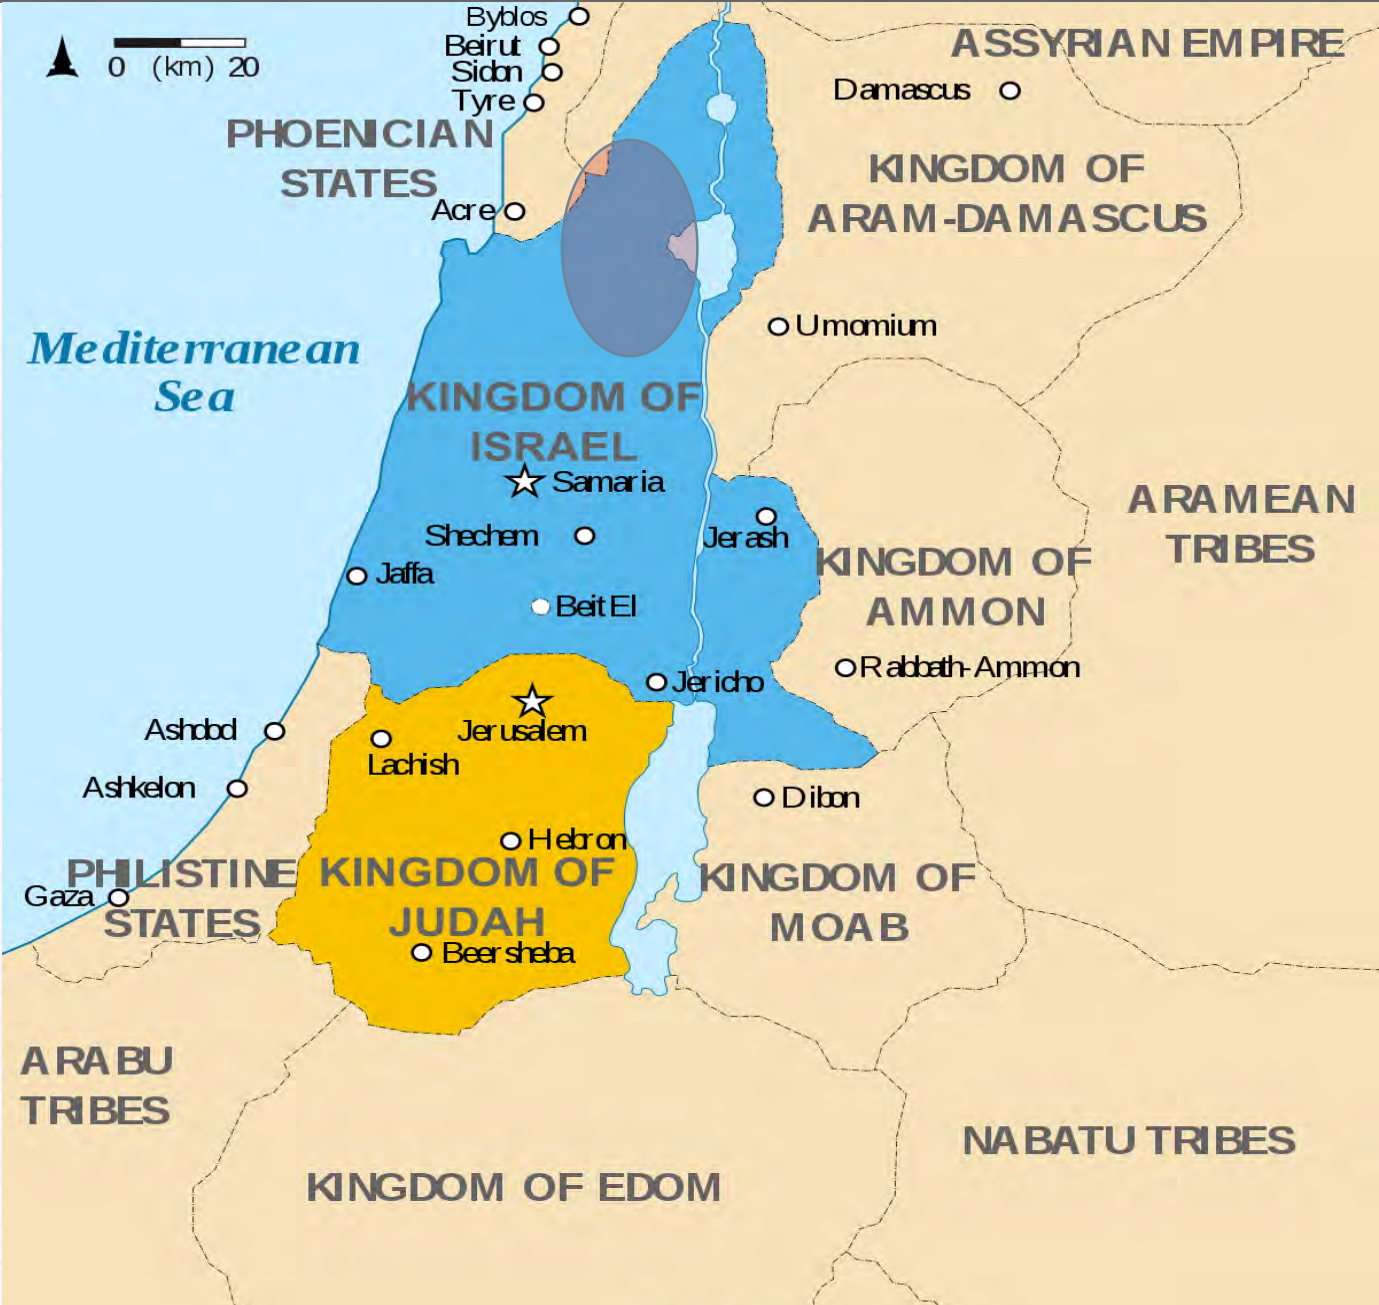 Byblos
Beirut
Sidon
Tyre
0 (km) 20
ASSYRIAN EMPIRE
Damascus
PHOENICIAN
STATES
KINGDOM OF
ARAM-DAMASCUS
Acre
Mediterranean
Sea
Umomium
KINGDOM OF
ISRAEL
Samaria
Shechem
Jerash
ARAMEAN
TRIBES
Jaffa
KINGDOM OF
AMMON
Beit El
Rabbath-Ammon
Jericho
Ashdod
Jerusalem
Lachish
Ashkelon
Dibon
Hebron
PHILISTINE
STATES
Gaza
KINGDOM OF
JUDAH
KINGDOM OF
MOAB
Beersheba
ARABU
TRIBES
NABATU TRIBES
KINGDOM OF EDOM